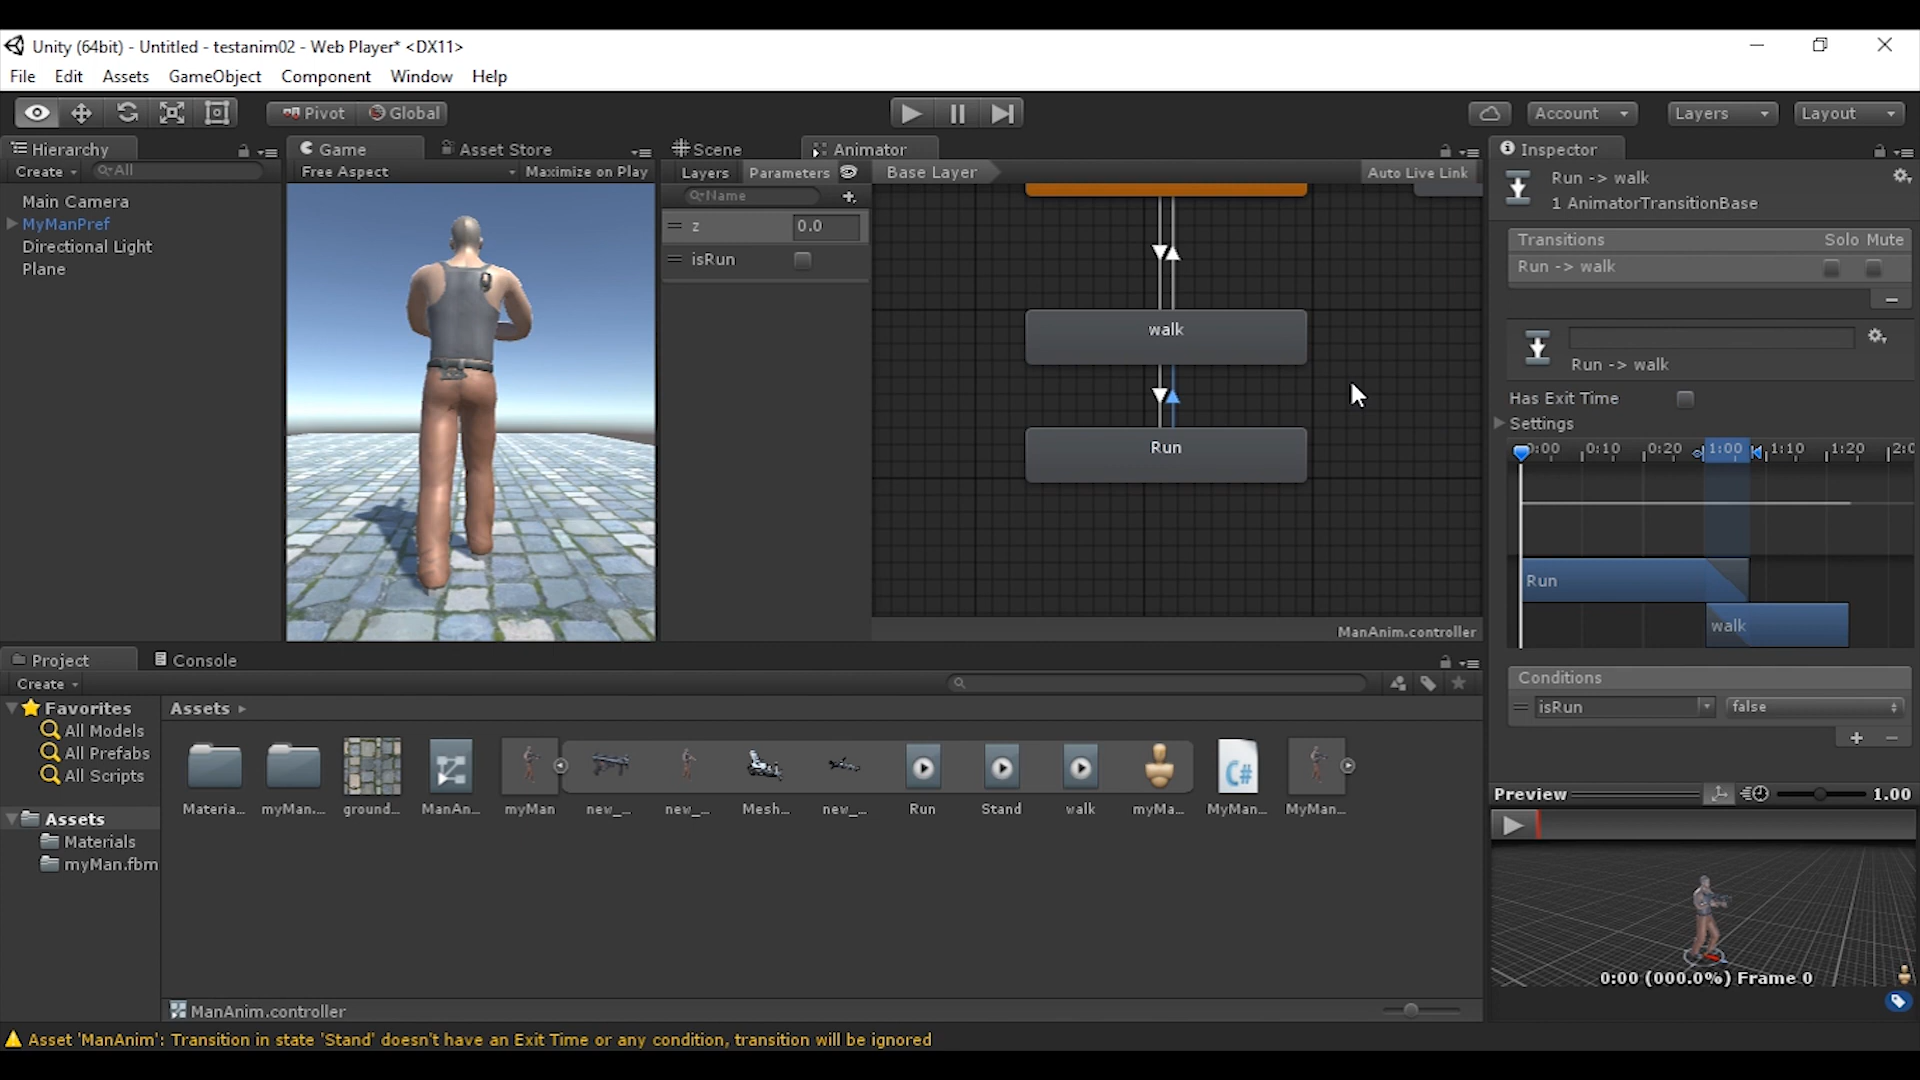 Unity (64bit) - Untitled - testanim02 - Web Player* <DX11>
File Edit Assets GameObject Component Window Help
Pivot Global Account Layers Layout
Hierarchy
Create All
Main Camera
MyManPref
Directional Light
Plane
Game Asset Store
Free Aspect Maximize on Play
Scene Animator
Layers Parameters Base Layer Auto Live Link
Name
z 0.0
isRun
walk
Run
ManAnim.controller
Inspector
Run -> walk
1 AnimatorTransitionBase
Transitions Solo Mute
Run -> walk
Run -> walk
Has Exit Time
Settings
0:00 0:10 0:20 1:00 1:10 1:20 2:0
Run
walk
Conditions
isRun false
Preview 1.00
0:00 (000.0%) Frame 0
Project Console
Create
Favorites
All Models
All Prefabs
All Scripts
Assets
Materials
myMan.fbm
Assets
Materia... myMan.... ground... ManAn... myMan new_... new_... Mesh... new_... Run Stand walk myMa... MyMan... MyMan...
ManAnim.controller
Asset 'ManAnim': Transition in state 'Stand' doesn't have an Exit Time or any condition, transition will be ignored